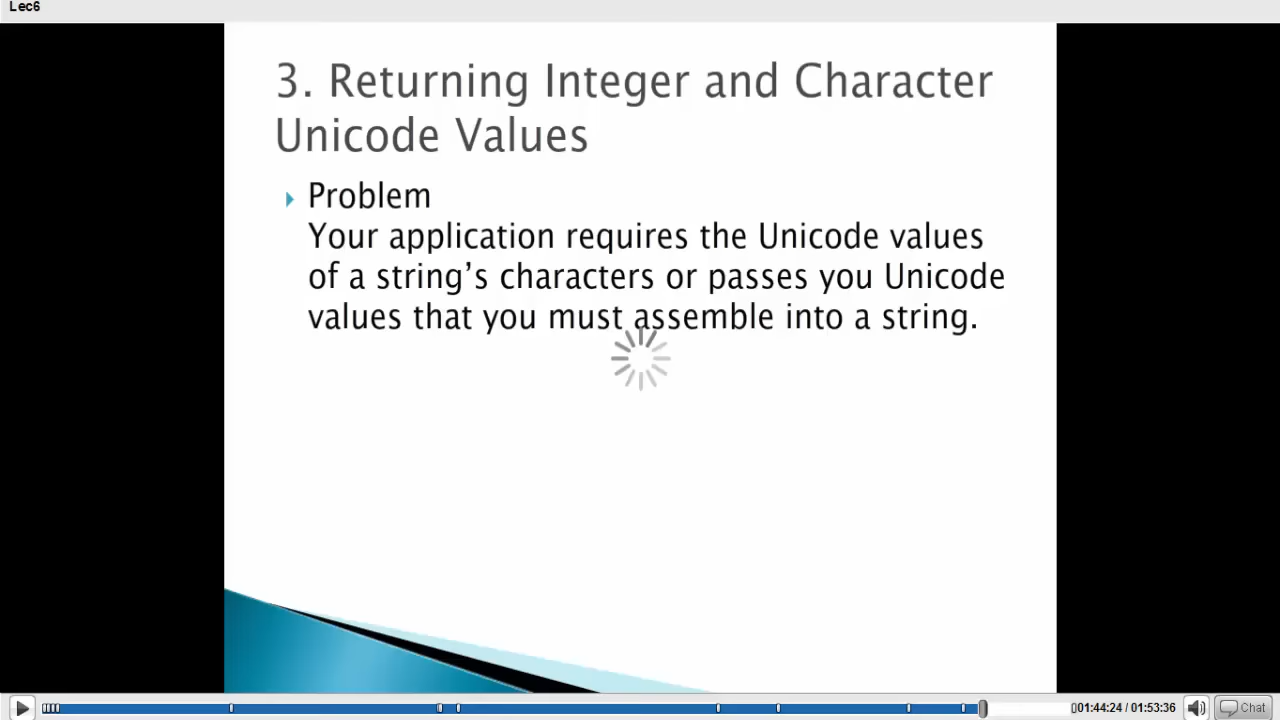 Lec6
3. Returning Integer and Character
Unicode Values
Problem
Your application requires the Unicode values
of a string’s characters or passes you Unicode
values that you must assemble into a string.
01:44:24 / 01:53:36
Chat